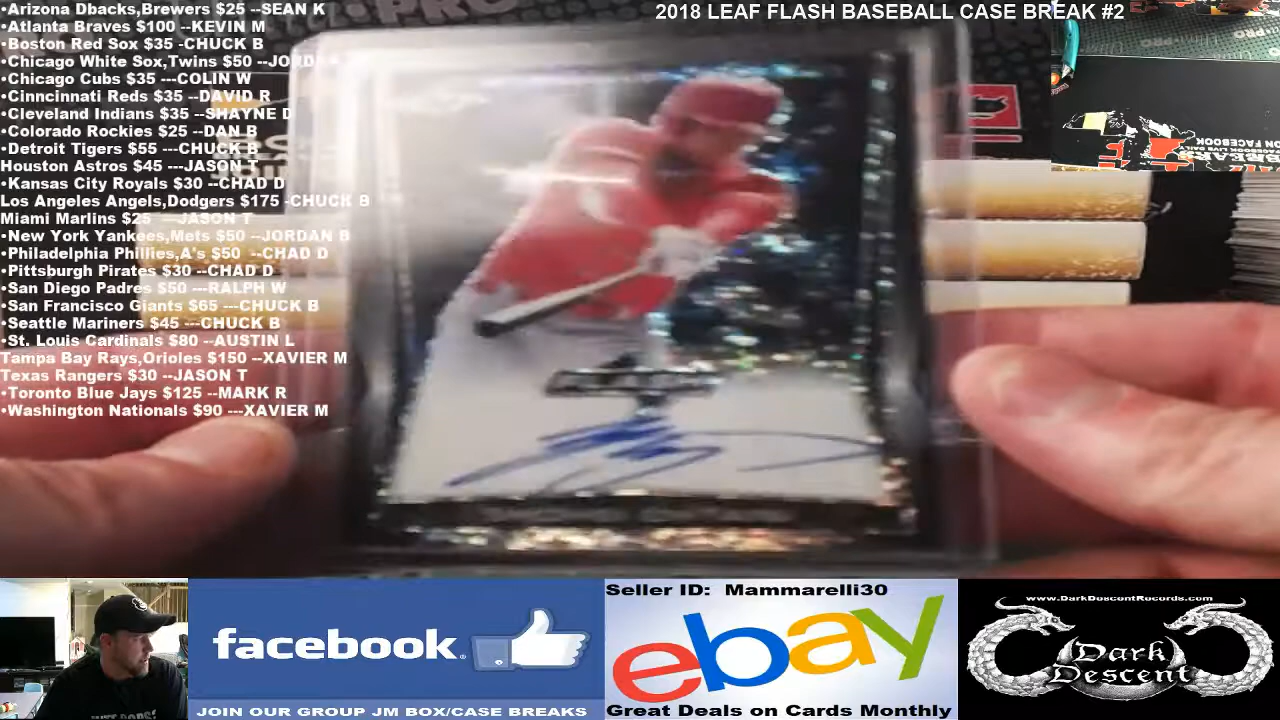 •Arizona Dbacks,Brewers $25 --SEAN K
•Atlanta Braves $100 --KEVIN M
•Boston Red Sox $35 -CHUCK B
•Chicago White Sox,Twins $50 --JORDAN B
•Chicago Cubs $35 ---COLIN W
•Cinncinnati Reds $35 --DAVID R
•Cleveland Indians $35 --SHAYNE D
•Colorado Rockies $25 --DAN B
•Detroit Tigers $55 --CHUCK B
Houston Astros $45 ---JASON T
•Kansas City Royals $30 --CHAD D
Los Angeles Angels,Dodgers $175 -CHUCK B
Miami Marlins $25 ---JASON T
•New York Yankees,Mets $50 --JORDAN B
•Philadelphia Phillies,A's $50 --CHAD D
•Pittsburgh Pirates $30 --CHAD D
•San Diego Padres $50 ---RALPH W
•San Francisco Giants $65 ---CHUCK B
•Seattle Mariners $45 ---CHUCK B
•St. Louis Cardinals $80 --AUSTIN L
Tampa Bay Rays,Orioles $150 --XAVIER M
Texas Rangers $30 --JASON T
•Toronto Blue Jays $125 --MARK R
•Washington Nationals $90 ---XAVIER M
2018 LEAF FLASH BASEBALL CASE BREAK #2
facebook.
JOIN OUR GROUP JM BOX/CASE BREAKS
Seller ID: Mammarelli30
ebay
Great Deals on Cards Monthly
www.DarkDescentRecords.com
Dark
Descent